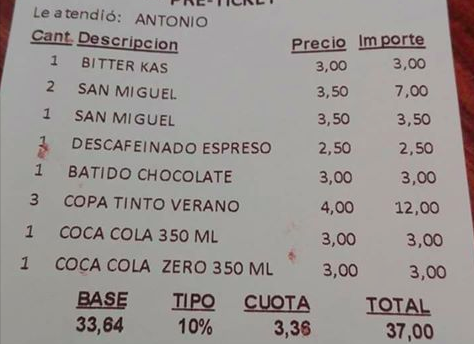 PRE-TICKET
Le atendió: ANTONIO
Cant. Descripcion Precio Importe
1 BITTER KAS 3,00 3,00
2 SAN MIGUEL 3,50 7,00
1 SAN MIGUEL 3,50 3,50
1 DESCAFEINADO ESPRESO 2,50 2,50
1 BATIDO CHOCOLATE 3,00 3,00
3 COPA TINTO VERANO 4,00 12,00
1 COCA COLA 350 ML 3,00 3,00
1 COCA COLA ZERO 350 ML 3,00 3,00
BASE TIPO CUOTA TOTAL
33,64 10% 3,36 37,00